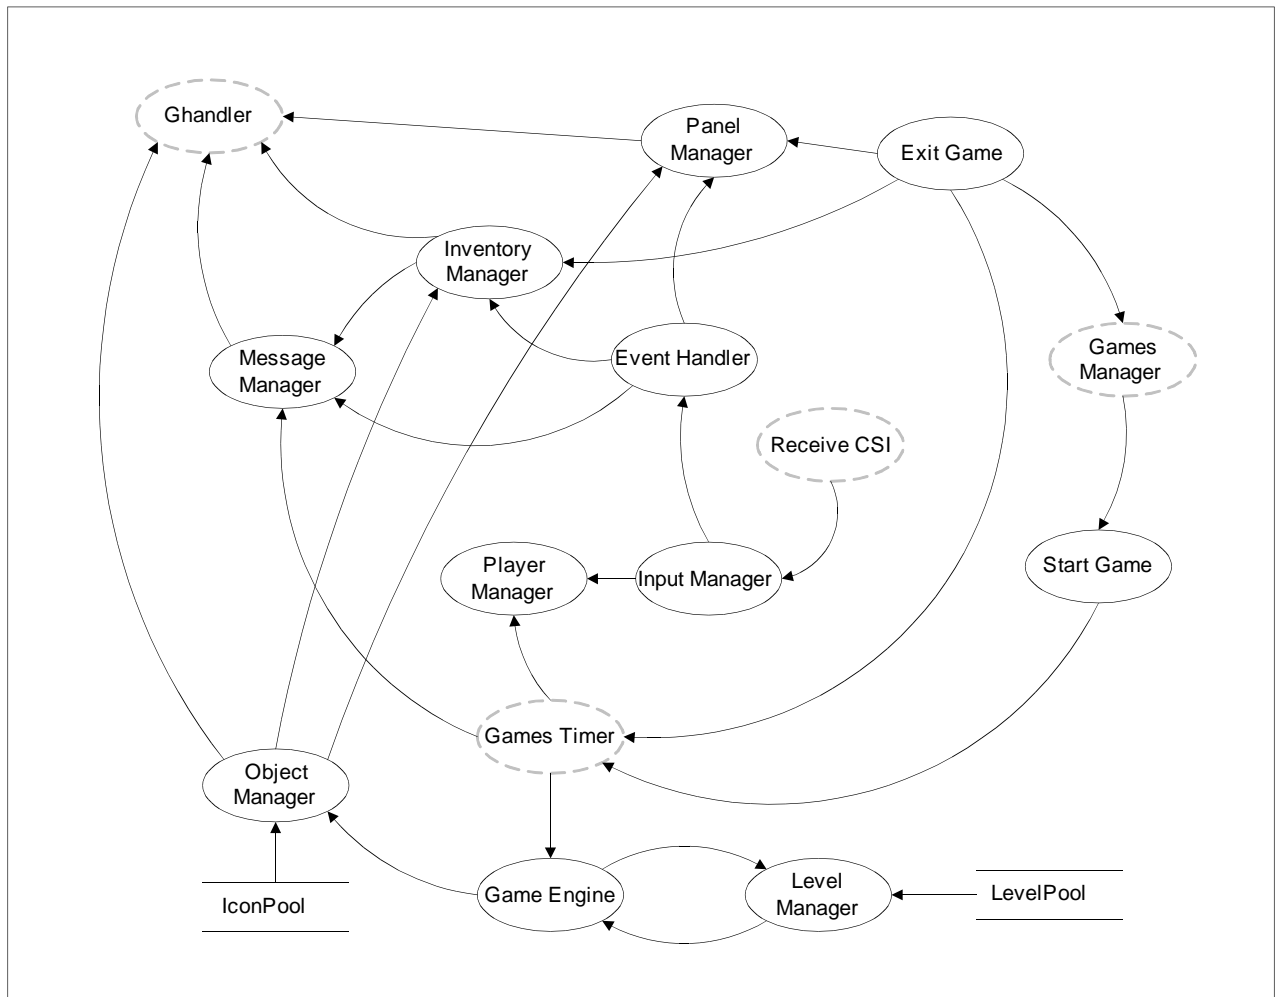 Ghandler
Panel
Manager
Exit Game
Inventory
Manager
Message
Manager
Event Handler
Games
Manager
Receive CSI
Player
Manager
Input Manager
Start Game
Games Timer
Object
Manager
IconPool
Game Engine
Level
Manager
LevelPool